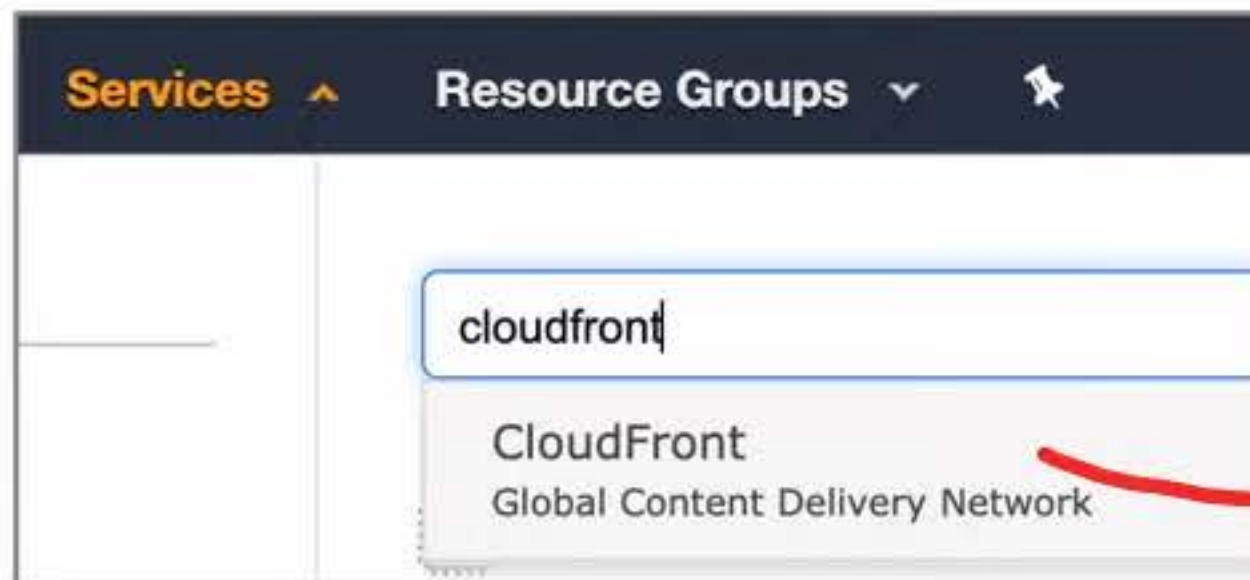 Services Resource Groups
cloudfront
CloudFront
Global Content Delivery Network